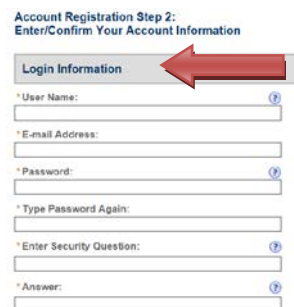 Account Registration Step 2:
Enter/Confirm Your Account Information
Login Information
*User Name: ?
*E-mail Address:
*Password: ?
*Type Password Again:
*Enter Security Question: ?
*Answer: ?